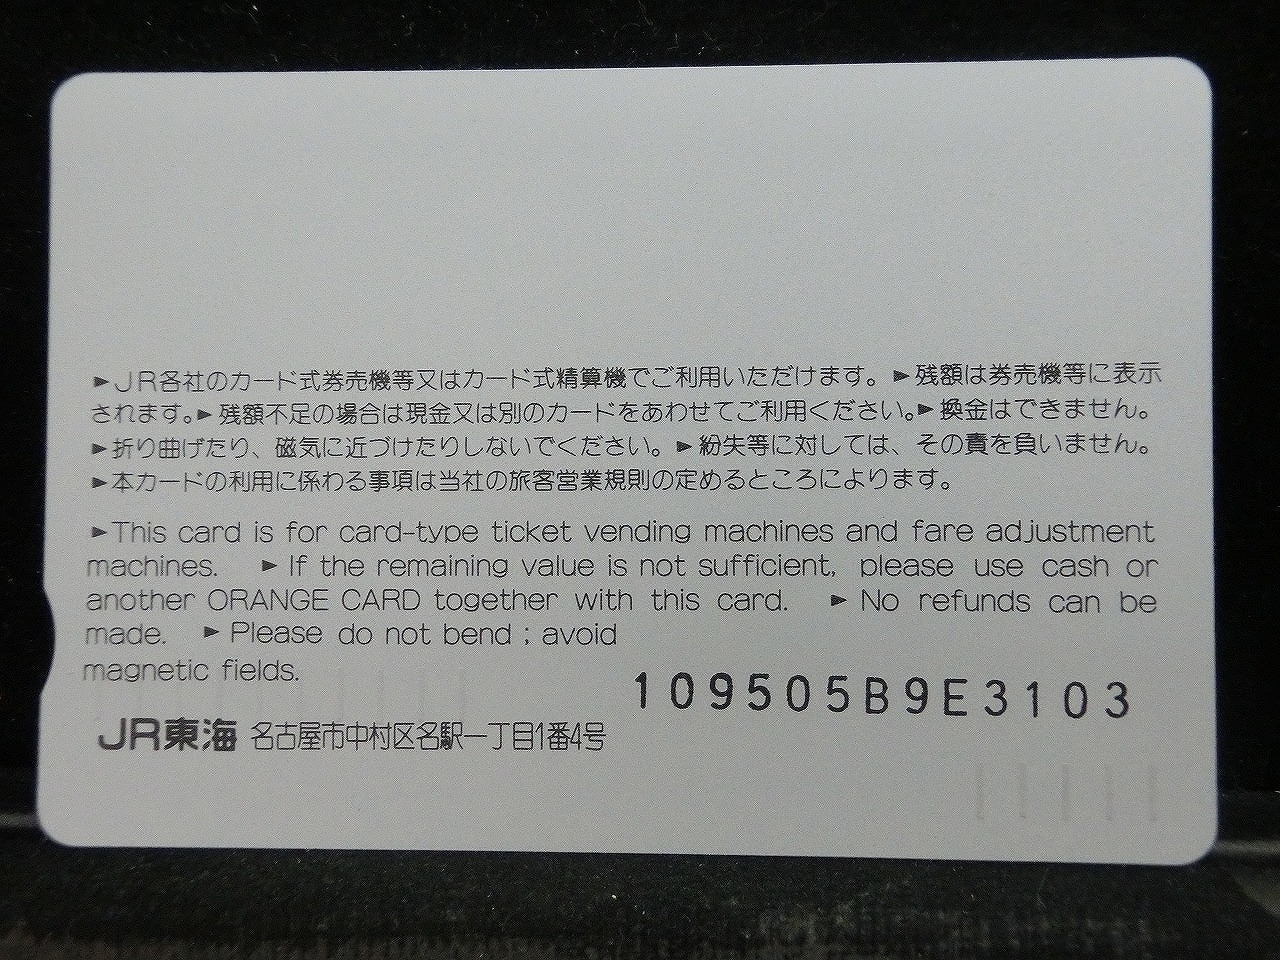 ►JR各社のカード式券売機等又はカード式精算機でご利用いただけます。►残額は券売機等に表示
されます。►残額不足の場合は現金又は別のカードをあわせてご利用ください。►換金はできません。
►折り曲げたり、磁気に近づけたりしないでください。►紛失等に対しては、その責を負いません。
►本カードの利用に係わる事項は当社の旅客営業規則の定めるところによります。
►This card is for card-type ticket vending machines and fare adjustment
machines. ►If the remaining value is not sufficient, please use cash or
another ORANGE CARD together with this card. ►No refunds can be
made. ►Please do not bend ; avoid
magnetic fields.
109505B9E3103
JR東海 名古屋市中村区名駅一丁目1番4号